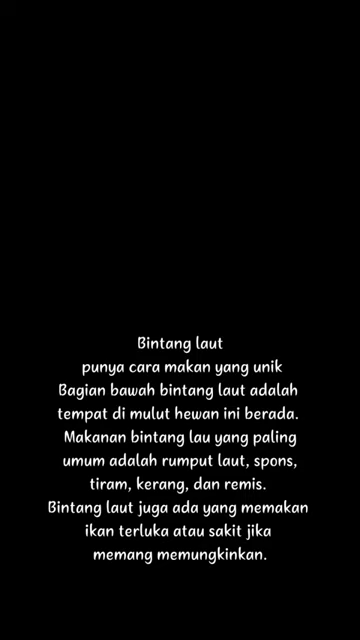 Bintang laut
punya cara makan yang unik
Bagian bawah bintang laut adalah
tempat di mulut hewan ini berada.
Makanan bintang lau yang paling
umum adalah rumput laut, spons,
tiram, kerang, dan remis.
Bintang laut juga ada yang memakan
ikan terluka atau sakit jika
memang memungkinkan.